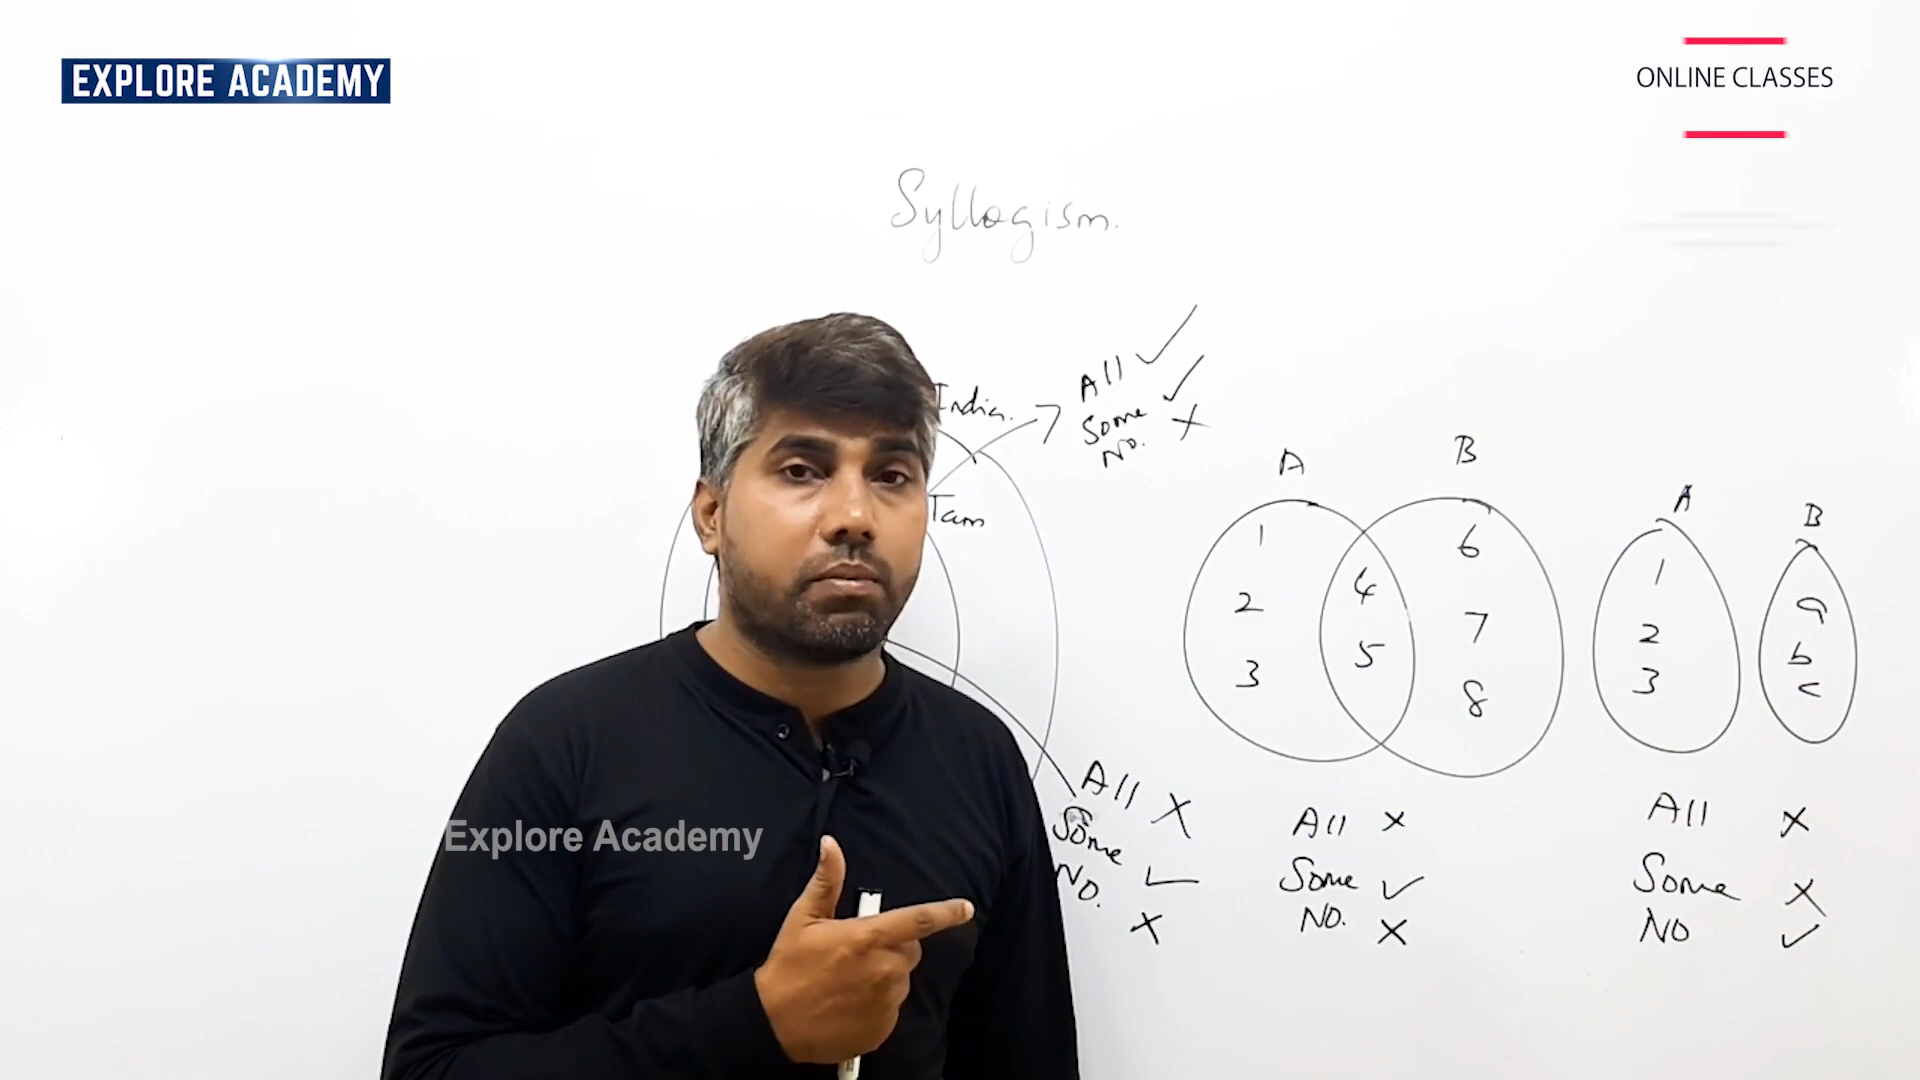 EXPLORE ACADEMY
ONLINE CLASSES
Syllogism.
India.
Tam
All ✓
Some ✓
No. ×
A B
1 6
4
2 7
5
3 8
A B
1 a
2 b
3 c
All ×
Some ✓
No. ×
All ×
Some ✓
NO. ×
All ×
Some ×
NO ✓
Explore Academy